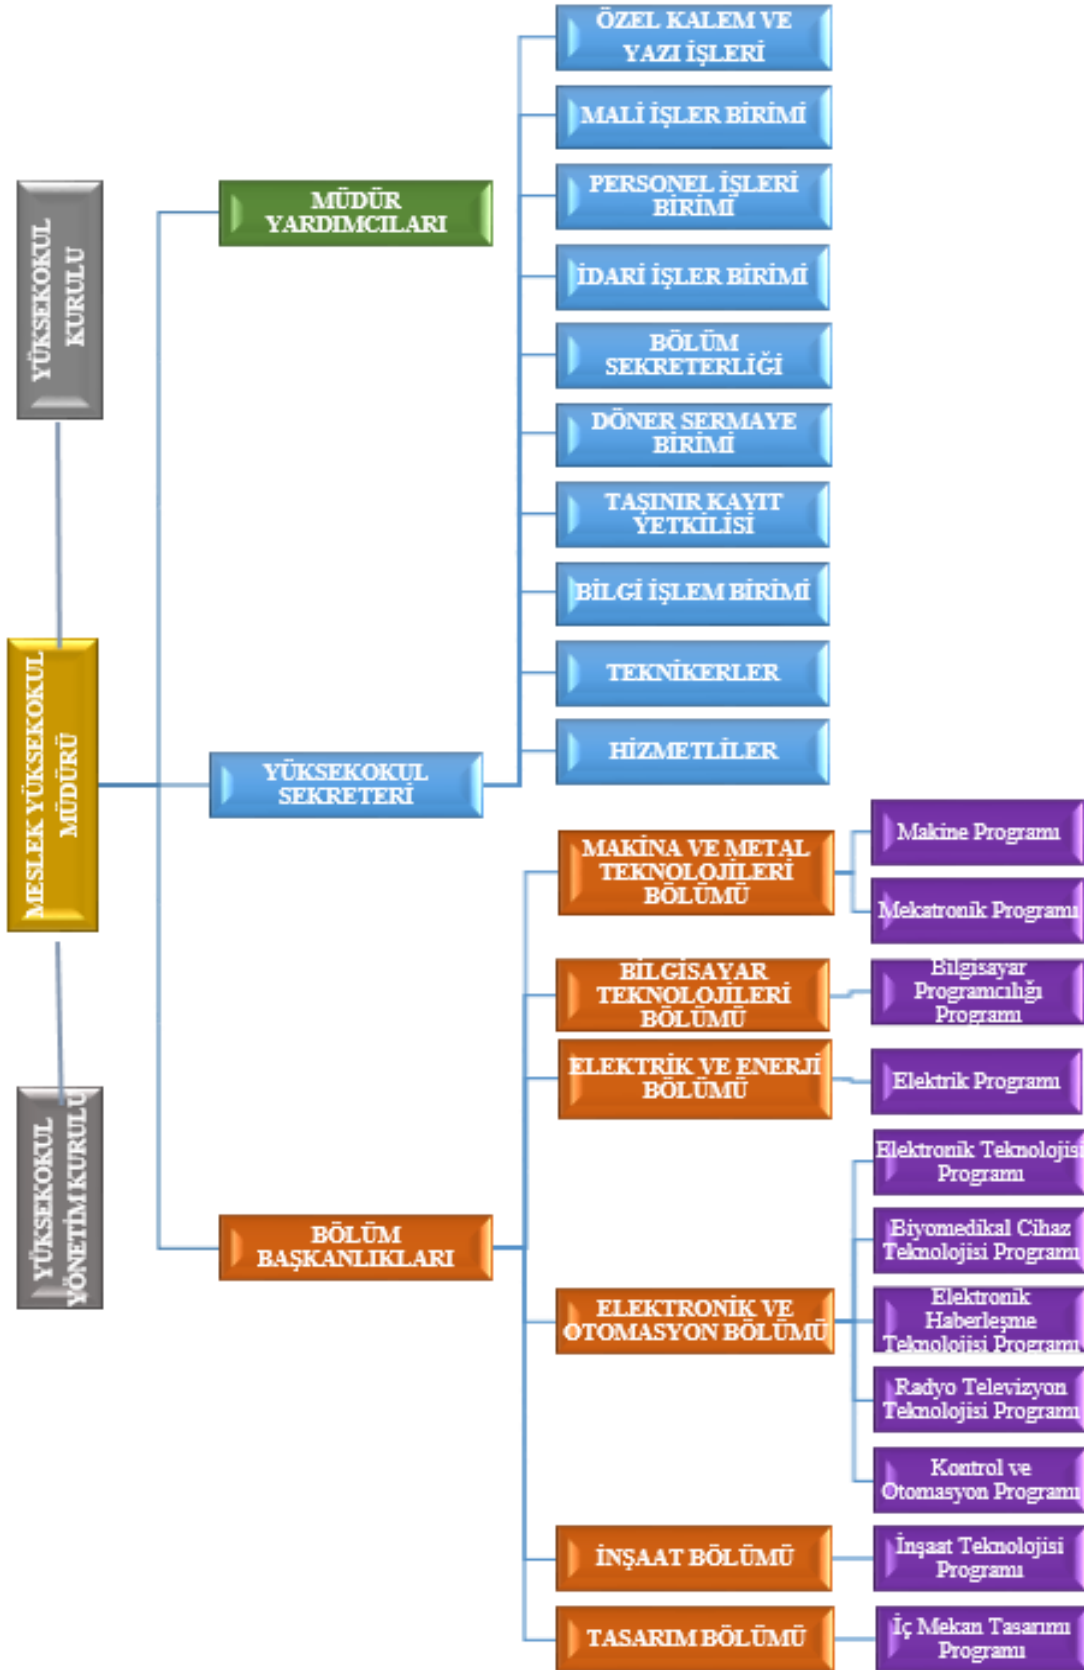 YÜKSEKOKUL
KURULU
MESLEK YÜKSEKOKUL
MÜDÜRÜ
YÜKSEKOKUL
YÖNETİM KURULU
MÜDÜR
YARDIMCILARI
YÜKSEKOKUL
SEKRETERİ
ÖZEL KALEM VE
YAZI İŞLERİ
MALİ İŞLER BİRİMİ
PERSONEL İŞLERİ
BİRİMİ
İDARİ İŞLER BİRİMİ
BÖLÜM
SEKRETERLİĞİ
DÖNER SERMAYE
BİRİMİ
TAŞINIR KAYIT
YETKİLİSİ
BİLGİ İŞLEM BİRİMİ
TEKNİKERLER
HİZMETLİLER
BÖLÜM
BAŞKANLIKLARI
MAKİNA VE METAL
TEKNOLOJİLERİ
BÖLÜMÜ
Makine Programı
Mekatronik Programı
BİLGİSAYAR
TEKNOLOJİLERİ
BÖLÜMÜ
Bilgisayar
Programcılığı
Programı
ELEKTRİK VE ENERJİ
BÖLÜMÜ
Elektrik Programı
ELEKTRONİK VE
OTOMASYON BÖLÜMÜ
Elektronik Teknolojisi
Programı
Biyomedikal Cihaz
Teknolojisi Programı
Elektronik
Haberleşme
Teknolojisi Programı
Radyo Televizyon
Teknolojisi Programı
Kontrol ve
Otomasyon Programı
İNŞAAT BÖLÜMÜ
İnşaat Teknolojisi
Programı
TASARIM BÖLÜMÜ
İç Mekan Tasarımı
Programı